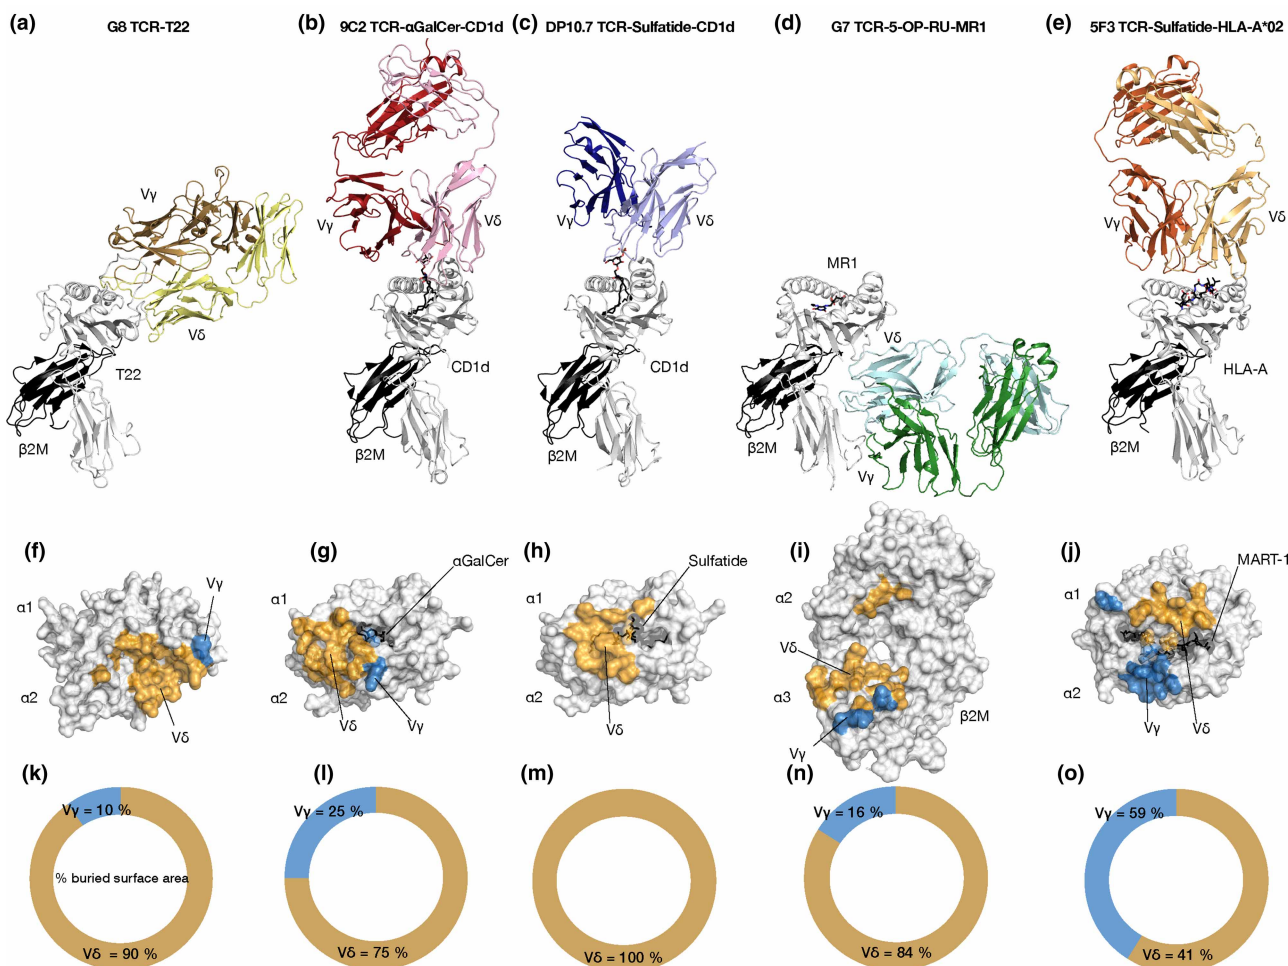 (a) G8 TCR-T22
(b) 9C2 TCR-αGalCer-CD1d
(c) DP10.7 TCR-Sulfatide-CD1d
(d) G7 TCR-5-OP-RU-MR1
(e) 5F3 TCR-Sulfatide-HLA-A*02
Vγ
Vδ
T22
β2M
Vγ
Vδ
CD1d
β2M
Vγ
Vδ
CD1d
β2M
MR1
Vδ
β2M
Vγ
Vγ
Vδ
HLA-A
β2M
(f)
Vγ
α1
α2
Vδ
(g)
αGalCer
α1
α2
Vδ
Vγ
(h)
Sulfatide
α1
α2
Vδ
(i)
α2
Vδ
α3
β2M
Vγ
(j)
MART-1
α1
α2
Vγ
Vδ
(k)
Vγ = 10 %
% buried surface area
Vδ = 90 %
(l)
Vγ = 25 %
Vδ = 75 %
(m)
Vδ = 100 %
(n)
Vγ = 16 %
Vδ = 84 %
(o)
Vγ = 59 %
Vδ = 41 %